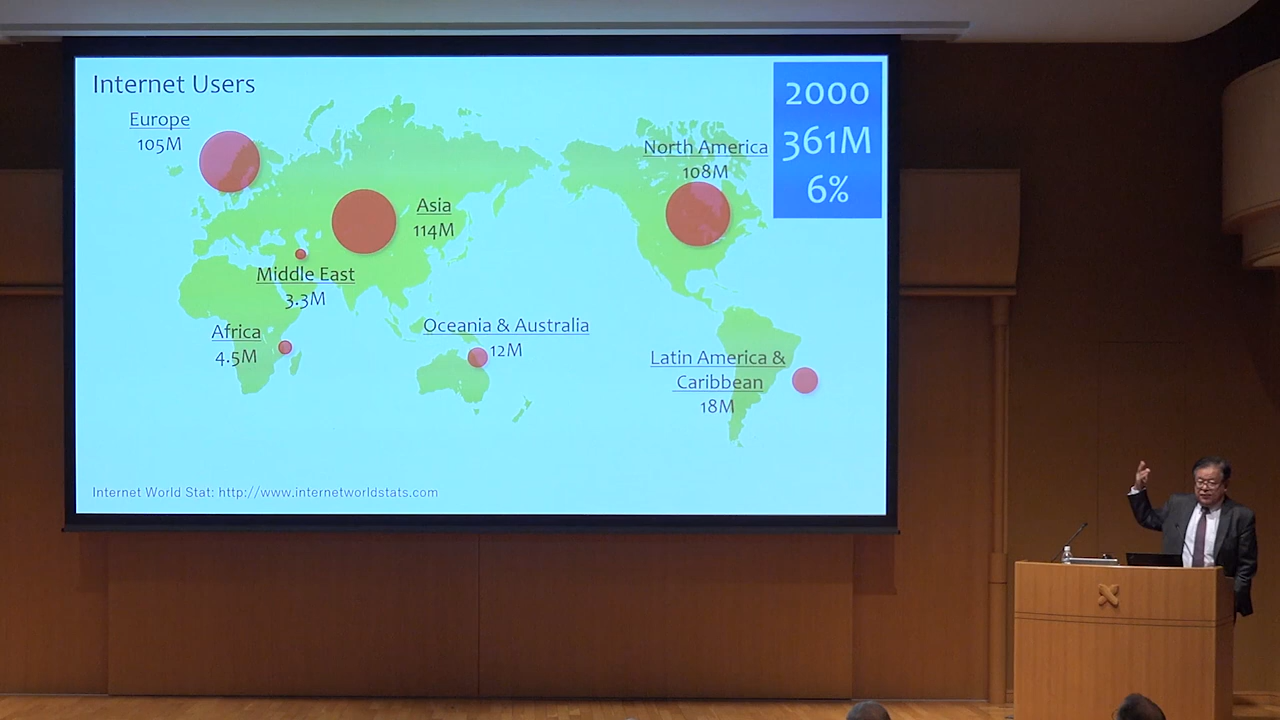 Internet Users
2000
361M
6%
Europe
105M
North America
108M
Asia
114M
Middle East
3.3M
Africa
4.5M
Oceania & Australia
12M
Latin America &
Caribbean
18M
Internet World Stat: http://www.internetworldstats.com